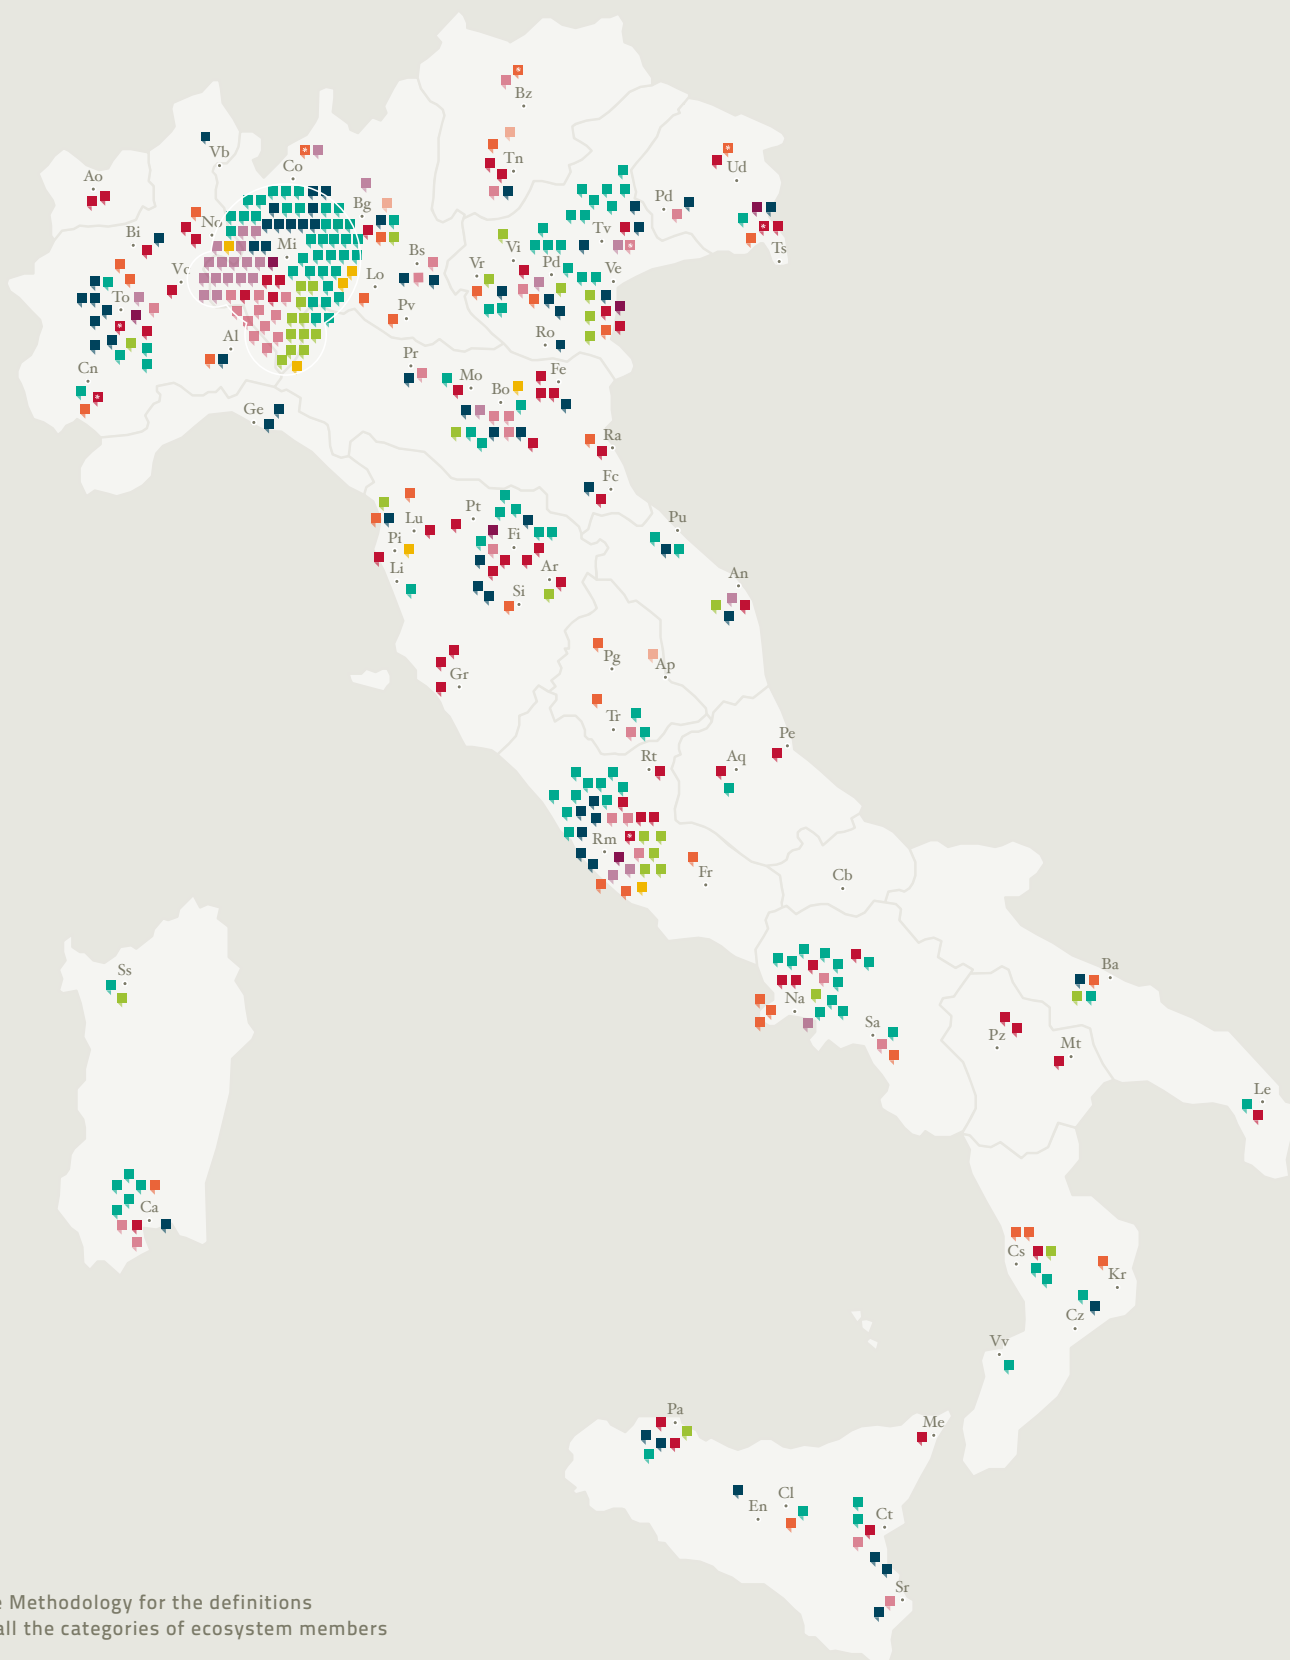 Bz
Vb
Tn
Co
Ud
Ao
Pd
Bg
No
Tv
Bi
Mi
Vi
Bs
Ts
Vr
Pd
Ve
Lo
To
Pv
Al
Ro
Pr
Cn
Mo
Fe
Bo
Ge
Ra
Fc
Pt
Lu
Pu
Fi
Pi
Li
Ar
An
Si
Pg
Ap
Gr
Tr
Pe
Rt
Aq
Rm
Fr
Cb
Ss
Ba
Na
Sa
Pz
Mt
Le
Ca
Cs
Kr
Cz
Vv
Pa
Me
Cl
En
Ct
Sr
Methodology for the definitions
all the categories of ecosystem members